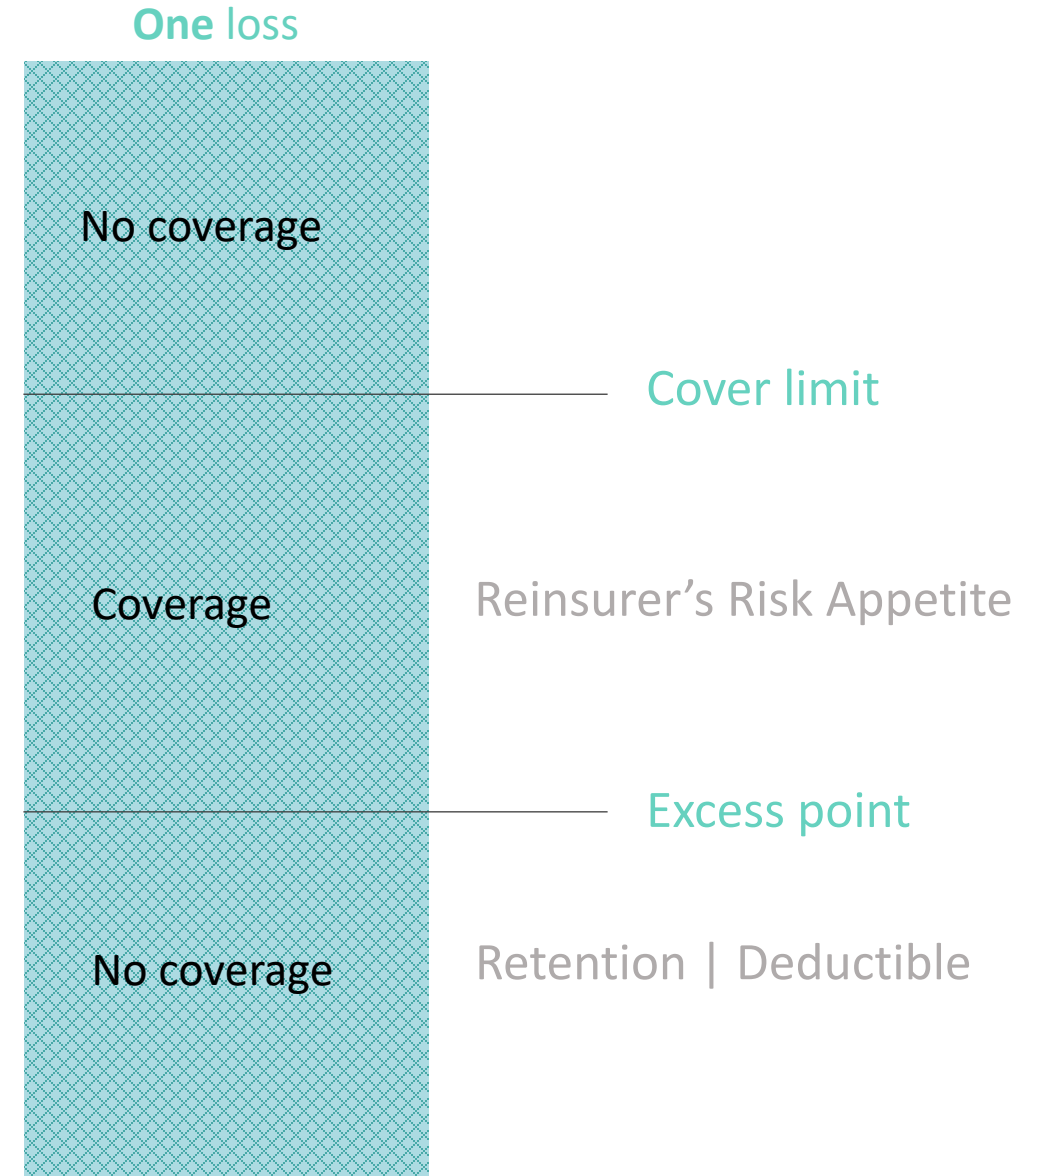 One loss
No coverage
Cover limit
Coverage
Reinsurer’s Risk Appetite
Excess point
No coverage
Retention | Deductible